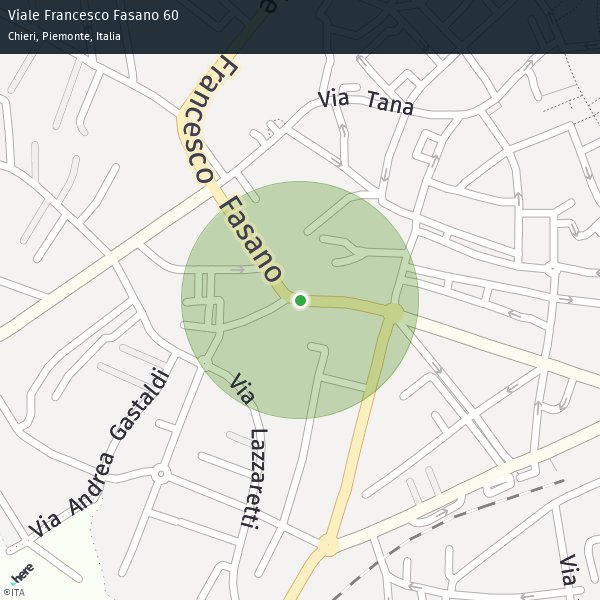 Viale Francesco Fasano 60
Chieri, Piemonte, Italia
Francesco Fasano
Via Tana
Via Lazzaretti
Via Andrea Gastaldi
Via
here
©ITA